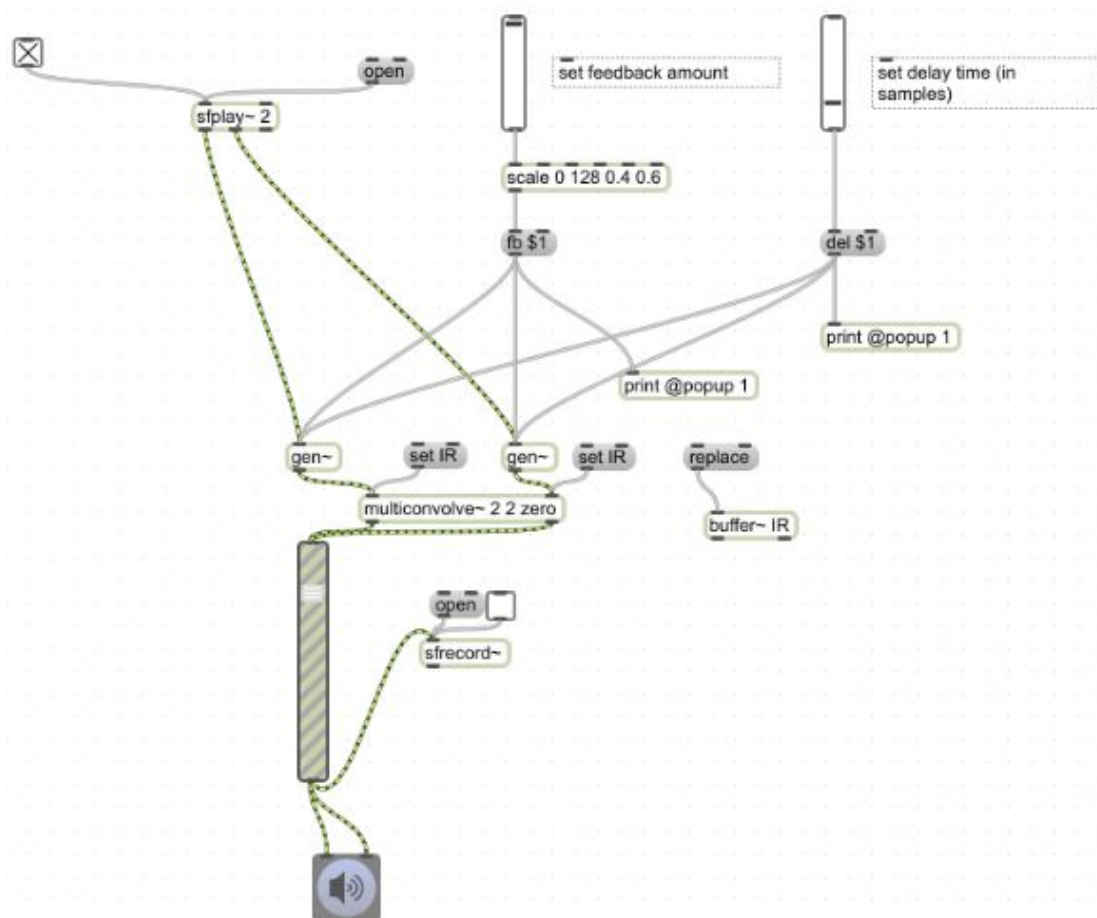 open
set feedback amount
set delay time (in
samples)
sfplay~ 2
scale 0 128 0.4 0.6
fb $1
del $1
print @popup 1
print @popup 1
gen~
set IR
gen~
set IR
replace
multiconvolve~ 2 2 zero
buffer~ IR
open
sfrecord~